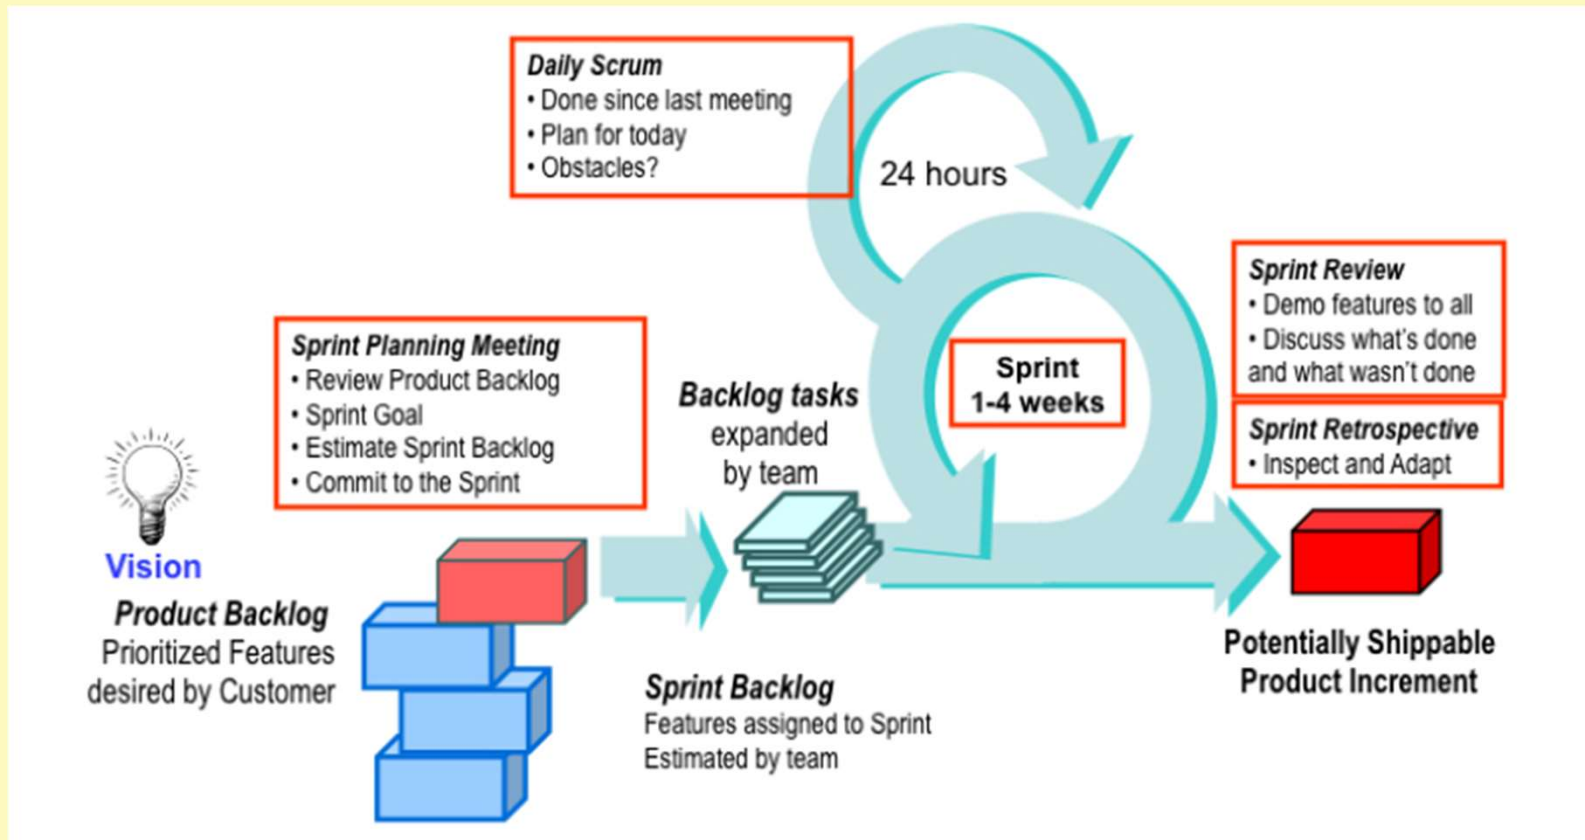 Daily Scrum
• Done since last meeting
• Plan for today
• Obstacles?
24 hours
Sprint Review
• Demo features to all
• Discuss what's done
and what wasn't done
Sprint Planning Meeting
• Review Product Backlog
• Sprint Goal
• Estimate Sprint Backlog
• Commit to the Sprint
Sprint
1-4 weeks
Backlog tasks
expanded
by team
Sprint Retrospective
• Inspect and Adapt
Vision
Product Backlog
Prioritized Features
desired by Customer
Sprint Backlog
Features assigned to Sprint
Estimated by team
Potentially Shippable
Product Increment